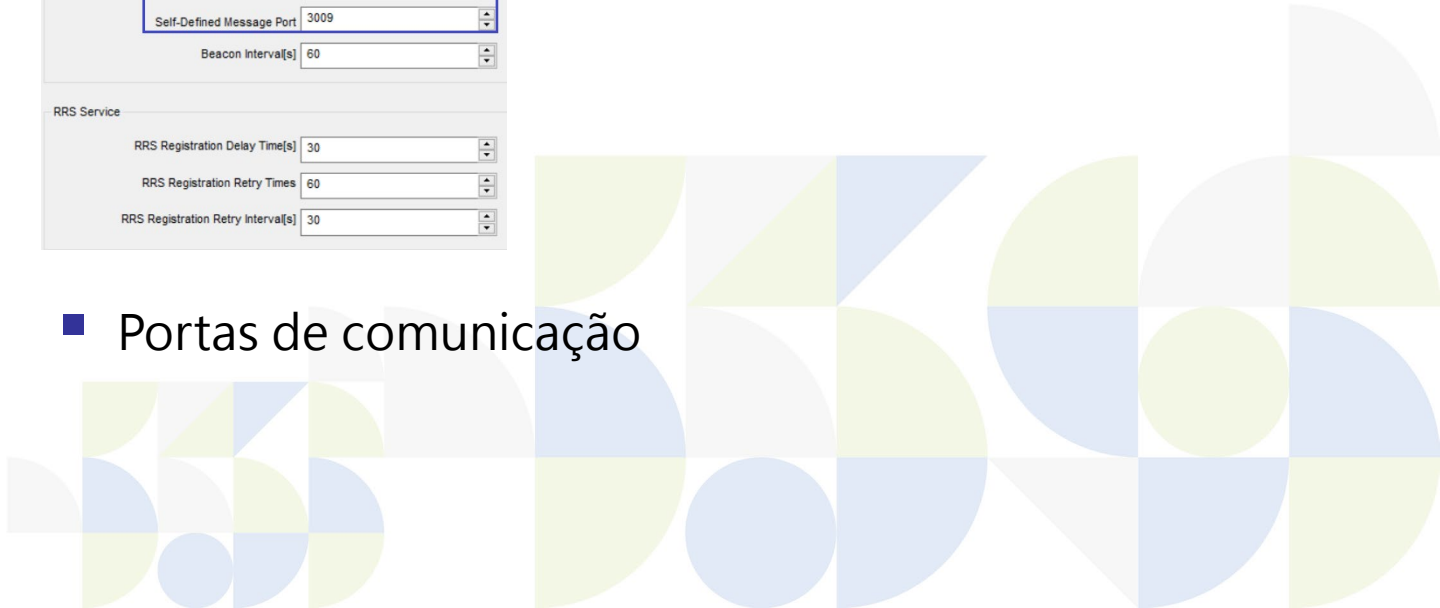 Self-Defined Message Port 3009
Beacon Interval[s] 60
RRS Service
RRS Registration Delay Time[s] 30
RRS Registration Retry Times 60
RRS Registration Retry Interval[s] 30
Portas de comunicação